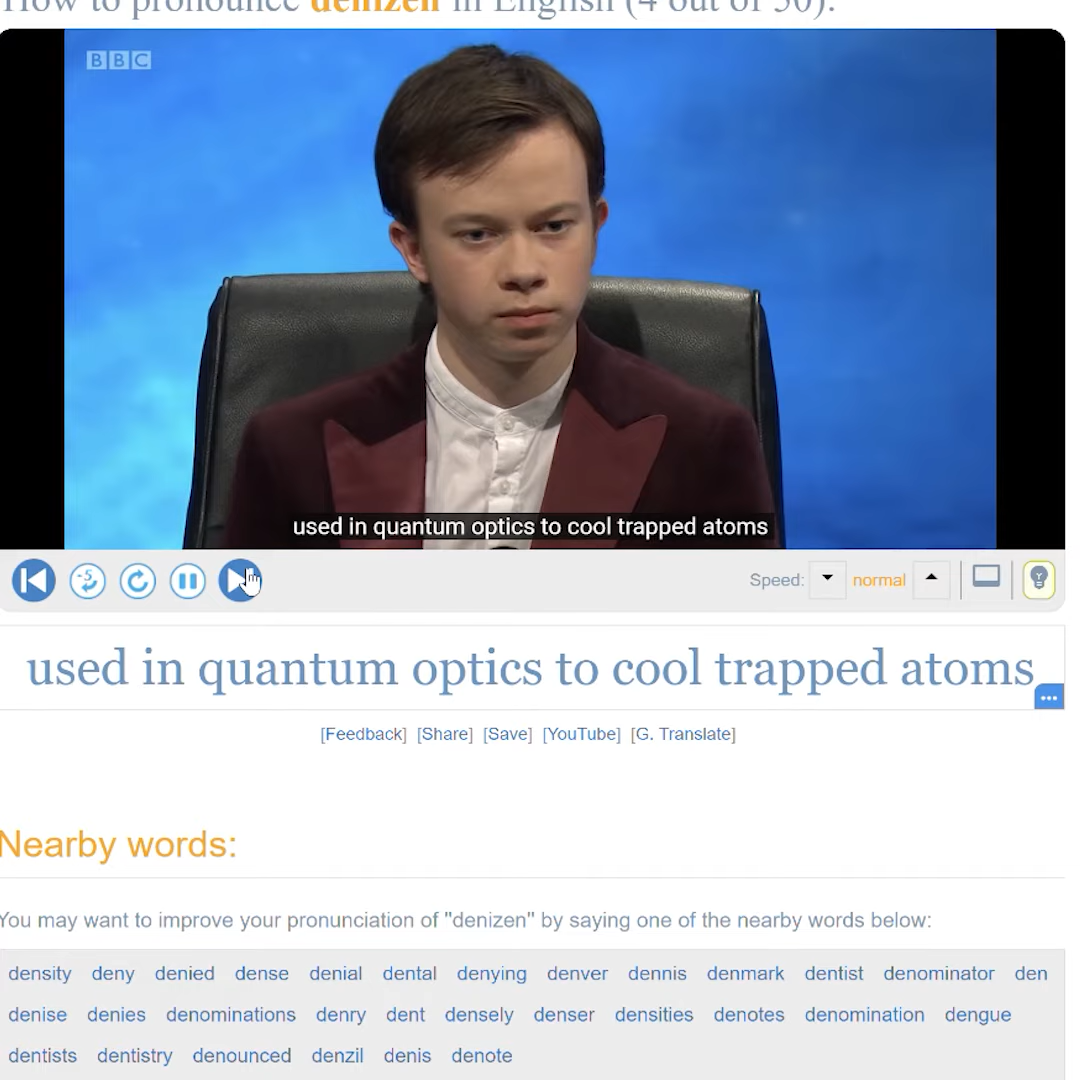 How to pronounce denizen in English (4 out of 50):
BBC
used in quantum optics to cool trapped atoms
-5
Speed: normal
used in quantum optics to cool trapped atoms
[Feedback] [Share] [Save] [YouTube] [G. Translate]
Nearby words:
You may want to improve your pronunciation of "denizen" by saying one of the nearby words below:
density deny denied dense denial dental denying denver dennis denmark dentist denominator den
denise denies denominations denry dent densely denser densities denotes denomination dengue
dentists dentistry denounced denzil denis denote